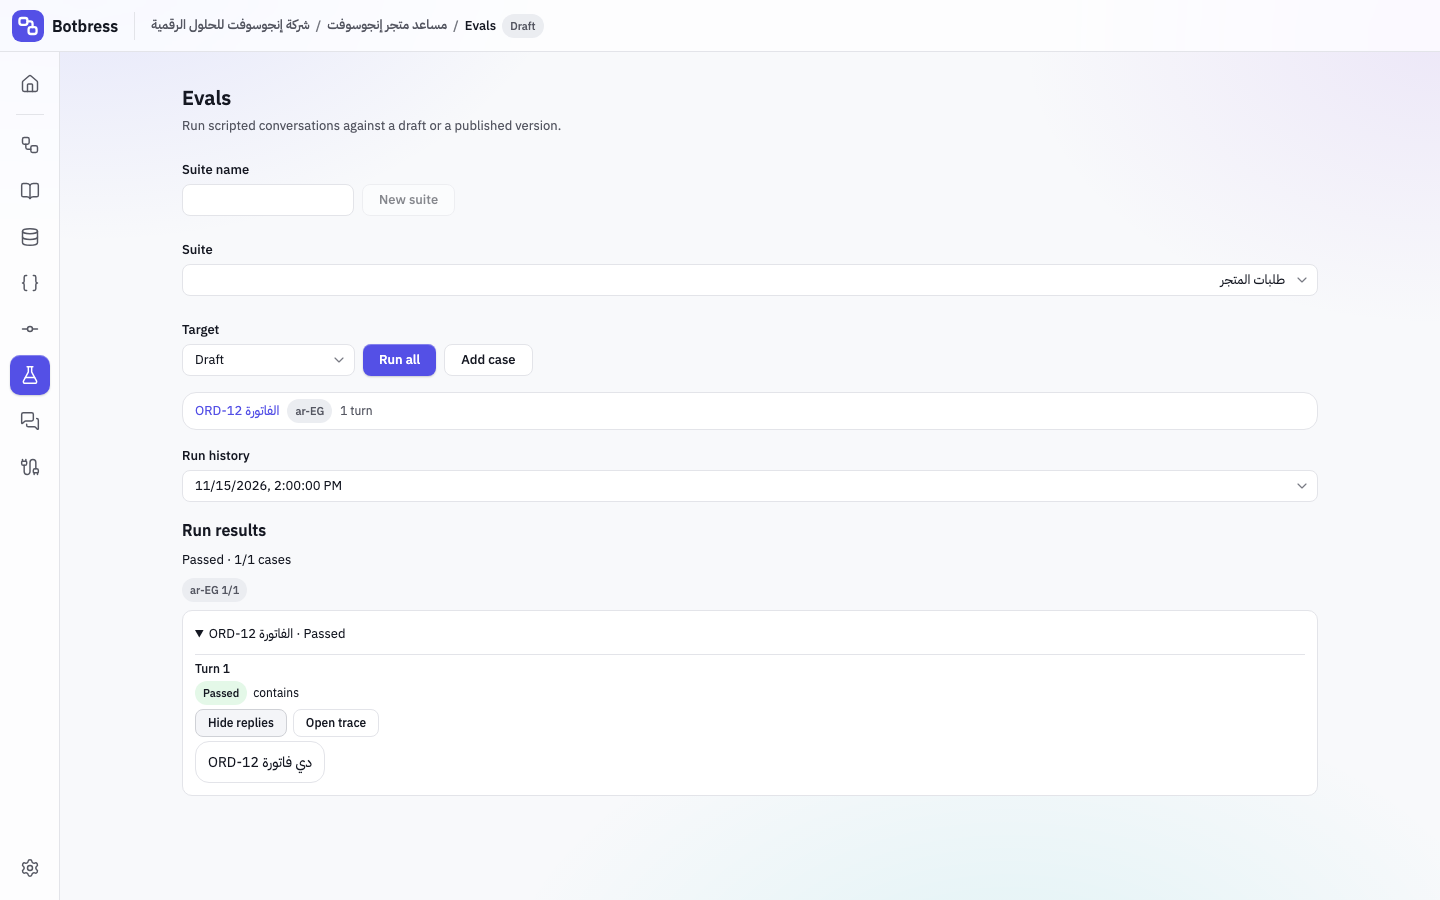 Botbress
شركة إنجوسوفت للحلول الرقمية / مساعد متجر إنجوسوفت / Evals Draft
Evals
Run scripted conversations against a draft or a published version.
Suite name
New suite
Suite
طلبات المتجر
Target
Draft Run all Add case
الفاتورة ORD-12 ar-EG 1 turn
Run history
11/15/2026, 2:00:00 PM
Run results
Passed · 1/1 cases
ar-EG 1/1
الفاتورة ORD-12 · Passed
Turn 1
Passed contains
Hide replies Open trace
دي فاتورة ORD-12